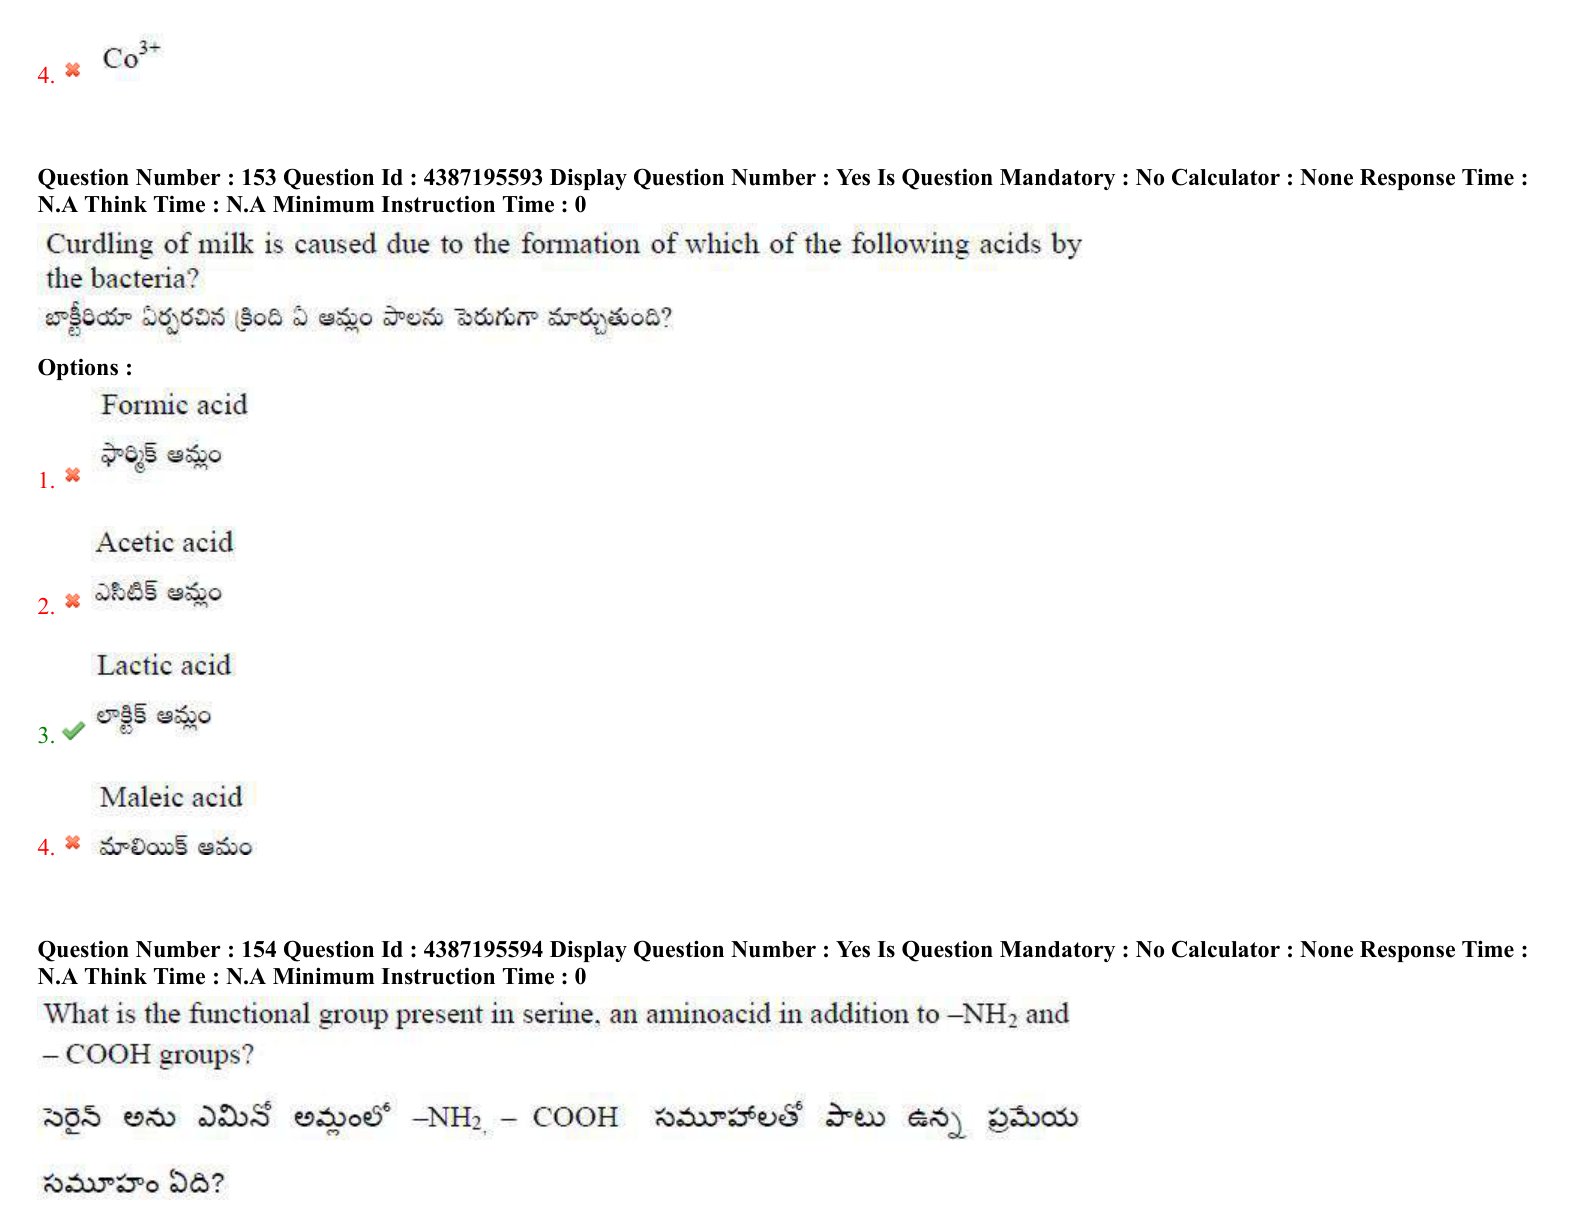 Co³⁺
4.
Question Number : 153 Question Id : 4387195593 Display Question Number : Yes Is Question Mandatory : No Calculator : None Response Time :
N.A Think Time : N.A Minimum Instruction Time : 0
Curdling of milk is caused due to the formation of which of the following acids by
the bacteria?
బాక్టీరియా ఏర్పరచిన క్రింది ఏ ఆమ్లం పాలను పెరుగుగా మార్చుతుంది?
Options :
Formic acid
ఫార్మిక్ ఆమ్లం
1.
Acetic acid
ఎసిటిక్ ఆమ్లం
2.
Lactic acid
లాక్టిక్ ఆమ్లం
3.
Maleic acid
4. మాలియిక్ ఆమం
Question Number : 154 Question Id : 4387195594 Display Question Number : Yes Is Question Mandatory : No Calculator : None Response Time :
N.A Think Time : N.A Minimum Instruction Time : 0
What is the functional group present in serine, an aminoacid in addition to –NH₂ and
– COOH groups?
సెరైన్ అను ఎమినో అమ్లంలో –NH₂, – COOH సమూహాలతో పాటు ఉన్న ప్రమేయ
సమూహం ఏది?